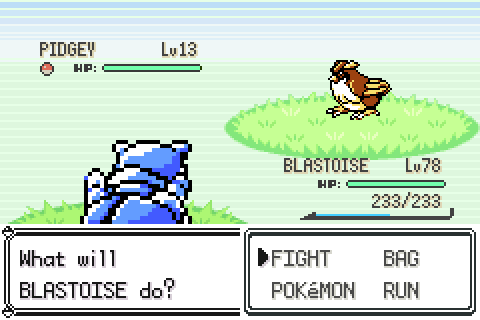 PIDGEY Lv13
HP:
BLASTOISE Lv78
HP:
233/233
What will
BLASTOISE do?
FIGHT BAG
POKéMON RUN